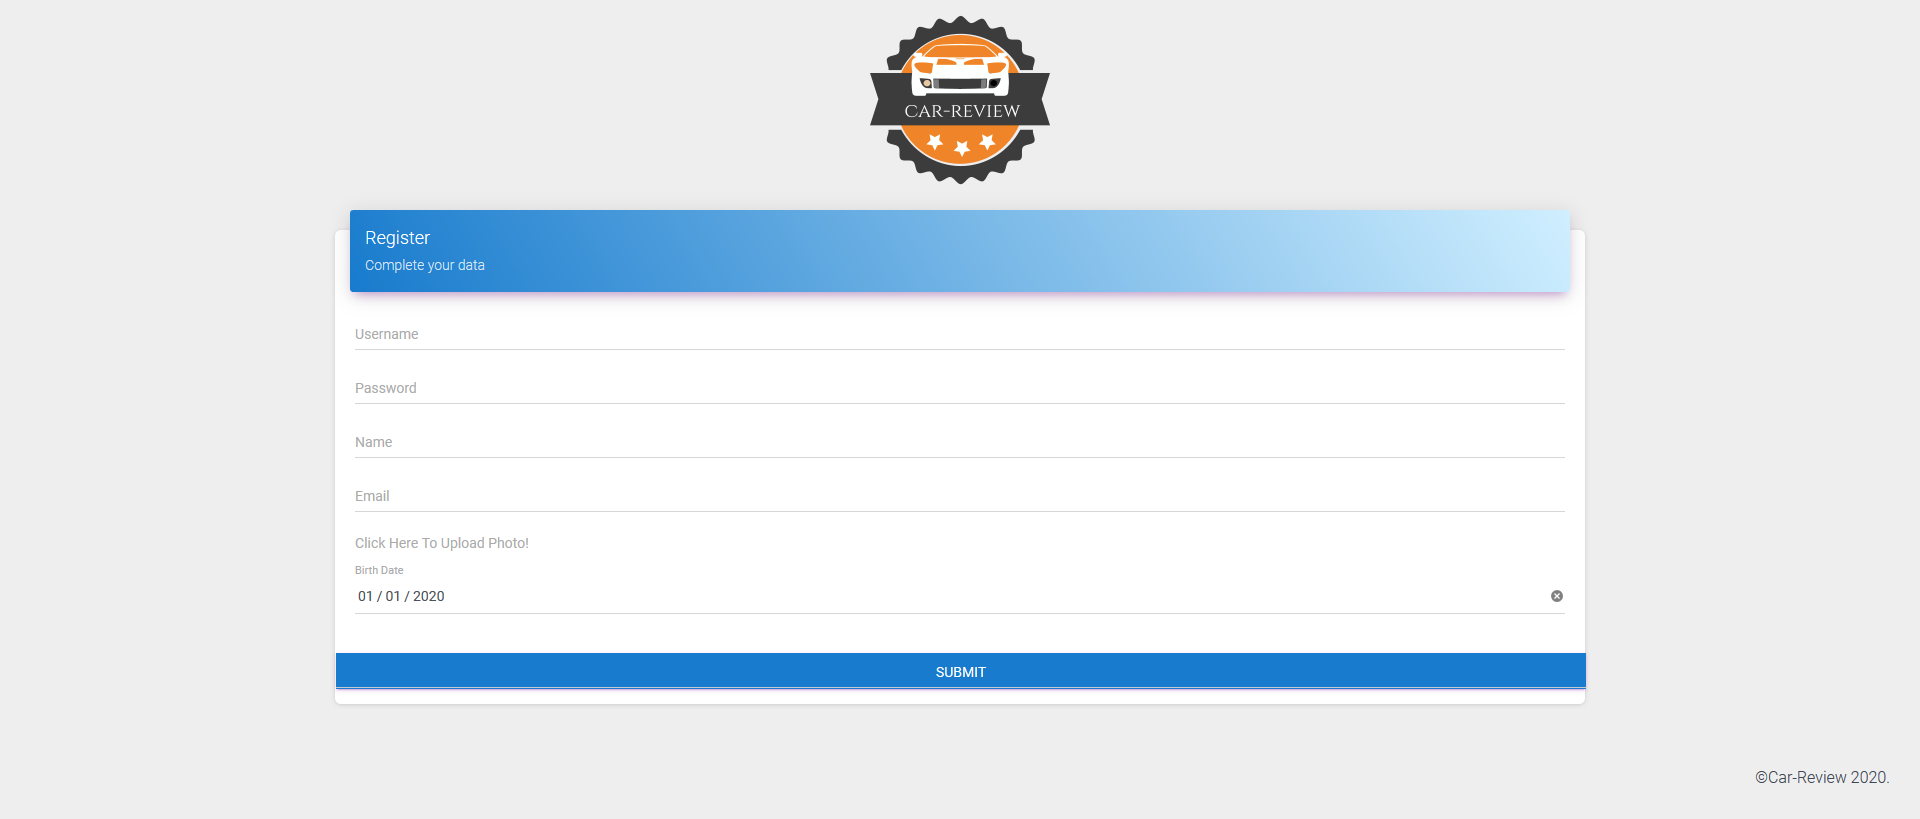 CAR-REVIEW
Register
Complete your data
Username
Password
Name
Email
Click Here To Upload Photo!
Birth Date
01 / 01 / 2020
SUBMIT
©Car-Review 2020.